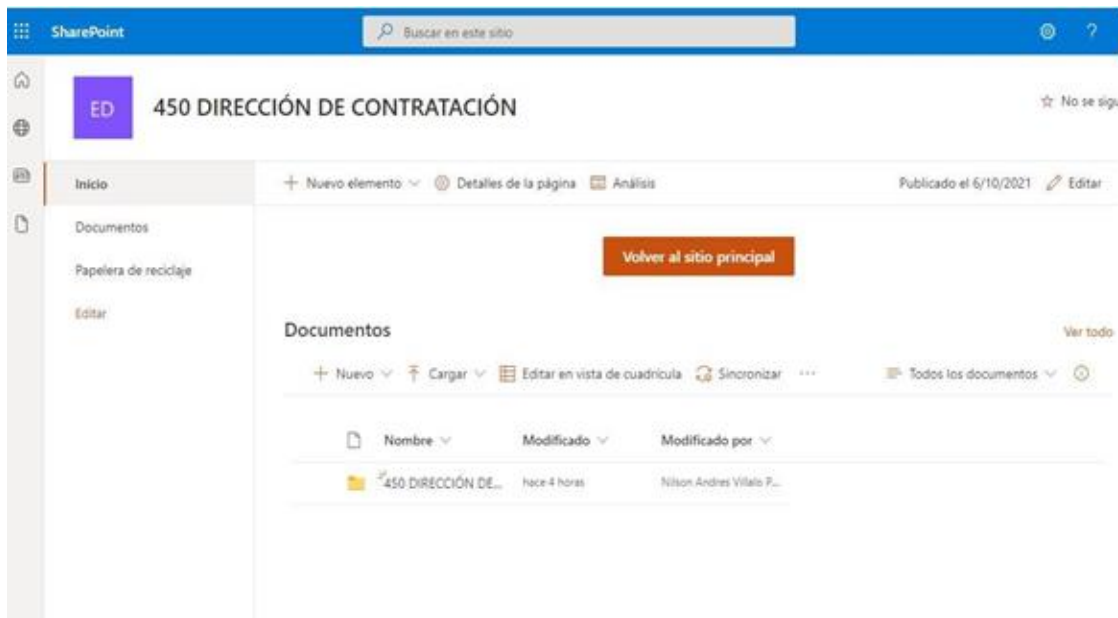 SharePoint
Buscar en este sitio
?
ED
450 DIRECCIÓN DE CONTRATACIÓN
No se sigu
Inicio
Nuevo elemento
Detalles de la página
Análisis
Publicado el 6/10/2021
Editar
Documentos
Papelera de reciclaje
Editar
Volver al sitio principal
Documentos
Ver todo
Nuevo
Cargar
Editar en vista de cuadrícula
Sincronizar
...
Todos los documentos
Nombre
Modificado
Modificado por
450 DIRECCIÓN DE...
hace 4 horas
Nilson Andres Villalo P...